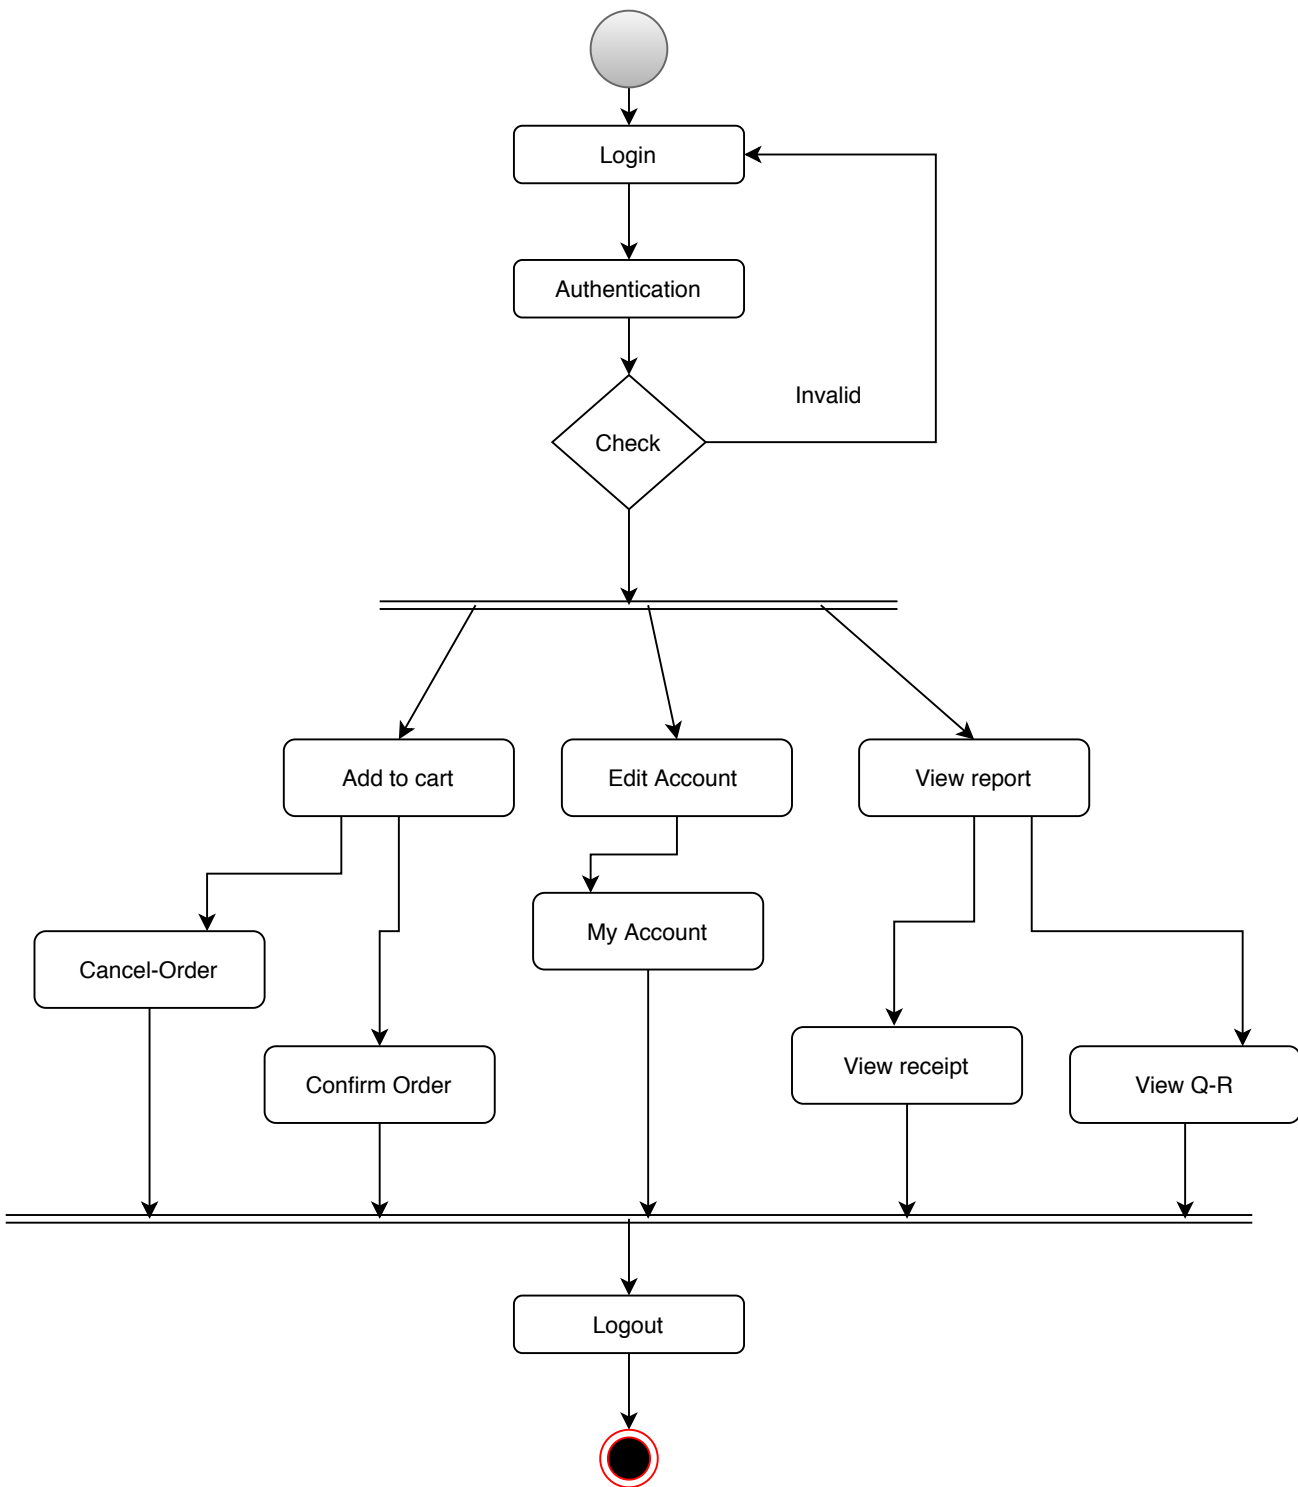 Login
Authentication
Invalid
Check
Add to cart
Edit Account
View report
My Account
Cancel-Order
View receipt
Confirm Order
View Q-R
Logout